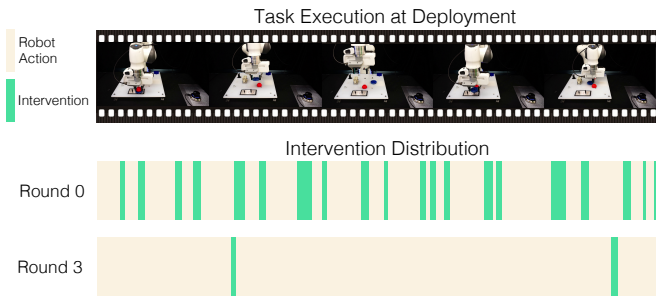 Task Execution at Deployment
Robot
Action
Intervention
Intervention Distribution
Round 0
Round 3